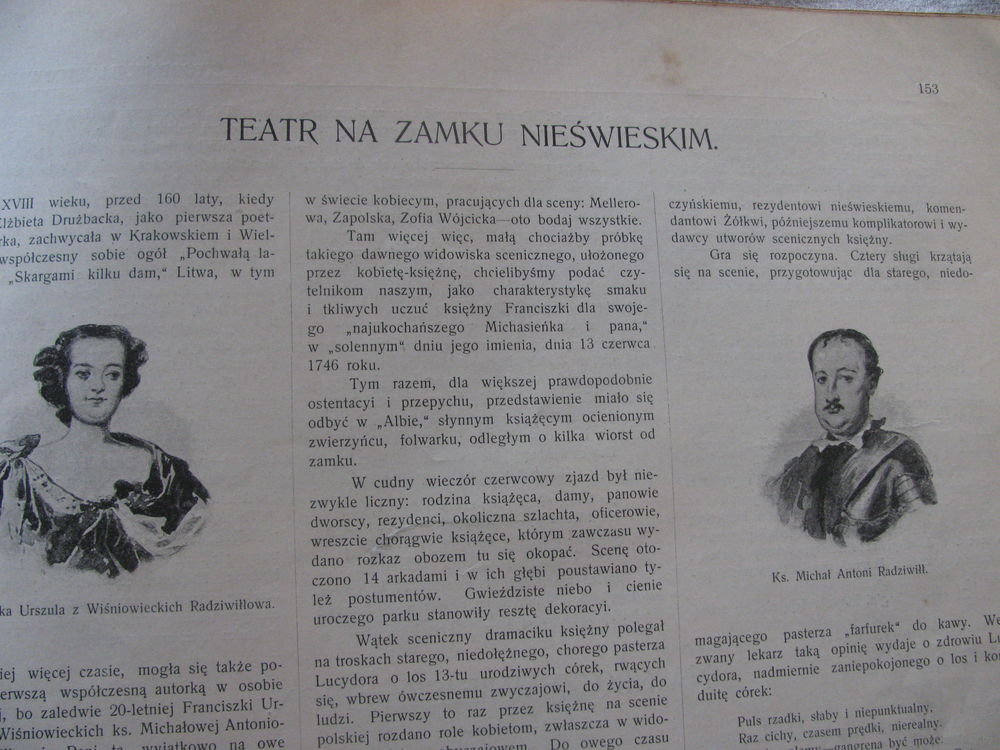 153
TEATR NA ZAMKU NIEŚWIESKIM.
XVIII wieku, przed 160 laty, kiedy
Elżbieta Drużbacka, jako pierwsza poet-
rka, zachwycała w Krakowskiem i Wiel-
współczesny sobie ogół „Pochwałą la-
„Skargami kilku dam,“ Litwa, w tym
ka Urszula z Wiśniowieckich Radziwiłłowa.
iej więcej czasie, mogła się także po-
erwszą współczesną autorką w osobie
i, bo zaledwie 20-letniej Franciszki Ur-
Wiśniowieckich ks. Michałowej Antonio-
wyjątkowo na owe
w świecie kobiecym, pracujących dla sceny: Mellero-
wa, Zapolska, Zofia Wójcicka—oto bodaj wszystkie.
Tam więcej więc, małą chociażby próbkę
takiego dawnego widowiska scenicznego, ułożonego
przez kobietę-księżnę, chcielibyśmy podać czy-
telnikom naszym, jako charakterystykę smaku
i tkliwych uczuć księżny Franciszki dla swoje-
go „najukochańszego Michasieńka i pana,“
w „solennym“ dniu jego imienia, dnia 13 czerwca
1746 roku.
Tym razem, dla większej prawdopodobnie
ostentacyi i przepychu, przedstawienie miało się
odbyć w „Albie,“ słynnym książęcym ocienionym
zwierzyńcu, folwarku, odległym o kilka wiorst od
zamku.
W cudny wieczór czerwcowy zjazd był nie-
zwykle liczny: rodzina książęca, damy, panowie
dworscy, rezydenci, okoliczna szlachta, oficerowie,
wreszcie chorągwie książęce, którym zawczasu wy-
dano rozkaz obozem tu się okopać. Scenę oto-
czono 14 arkadami i w ich głębi poustawiano ty-
leż postumentów. Gwieździste niebo i cienie
uroczego parku stanowiły resztę dekoracyi.
Wątek sceniczny dramaciku księżny polegał
na troskach starego, niedołężnego, chorego pasterza
Lucydora o los 13-tu urodziwych córek, rwących
się, wbrew ówczesnemu zwyczajowi, do życia, do
ludzi. Pierwszy to raz przez księżnę na scenie
polskiej rozdano role kobietom, zwłaszcza w wido-
Do owego czasu
czyńskiemu, rezydentowi nieświeskiemu, komen-
dantowi Żółkwi, późniejszemu komplikatorowi i wy-
dawcy utworów scenicznych księżny.
Gra się rozpoczyna. Cztery sługi krzątają
się na scenie, przygotowując dla starego, niedo-
Ks. Michał Antoni Radziwiłł.
magającego pasterza „farfurek“ do kawy. We
zwany lekarz taką opinię wydaje o zdrowiu Lu
cydora, nadmiernie zaniepokojonego o los i kon
duitę córek:
Puls rzadki, słaby i niepunktualny,
Raz cichy, czasem prędki, nierealny.
gangrena być może.